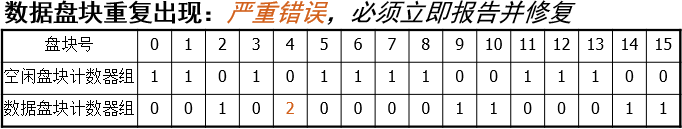 数据盘块重复出现：严重错误，必须立即报告并修复
盘块号 0 1 2 3 4 5 6 7 8 9 10 11 12 13 14 15
空闲盘块计数器组 1 1 0 1 0 1 1 1 1 0 0 1 1 1 0 0
数据盘块计数器组 0 0 1 0 2 0 0 0 0 1 1 0 0 0 1 1